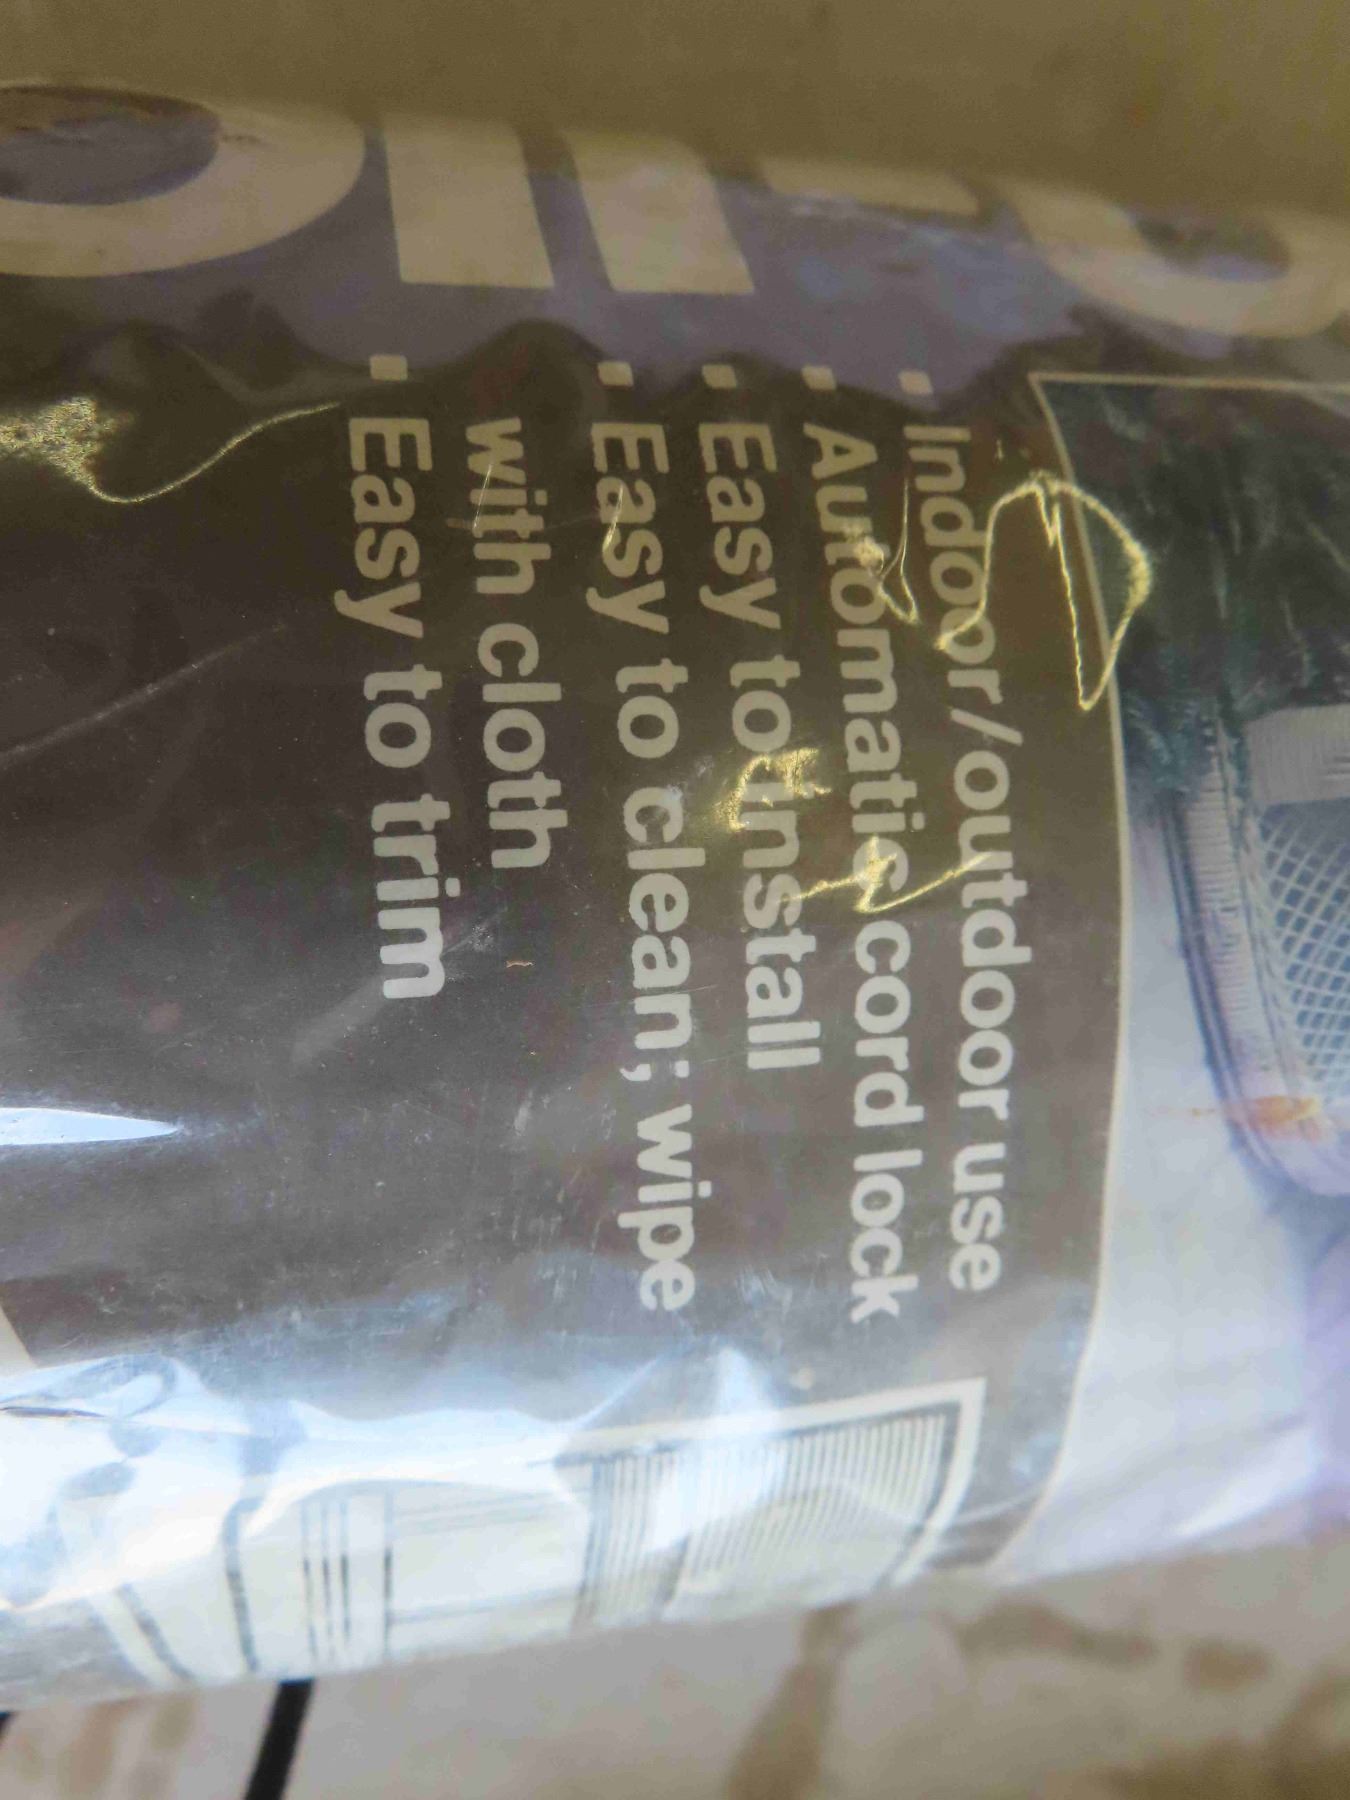 Indoor/outdoor use
Automatic cord lock
Easy to install
Easy to clean; wipe
with cloth
Easy to trim